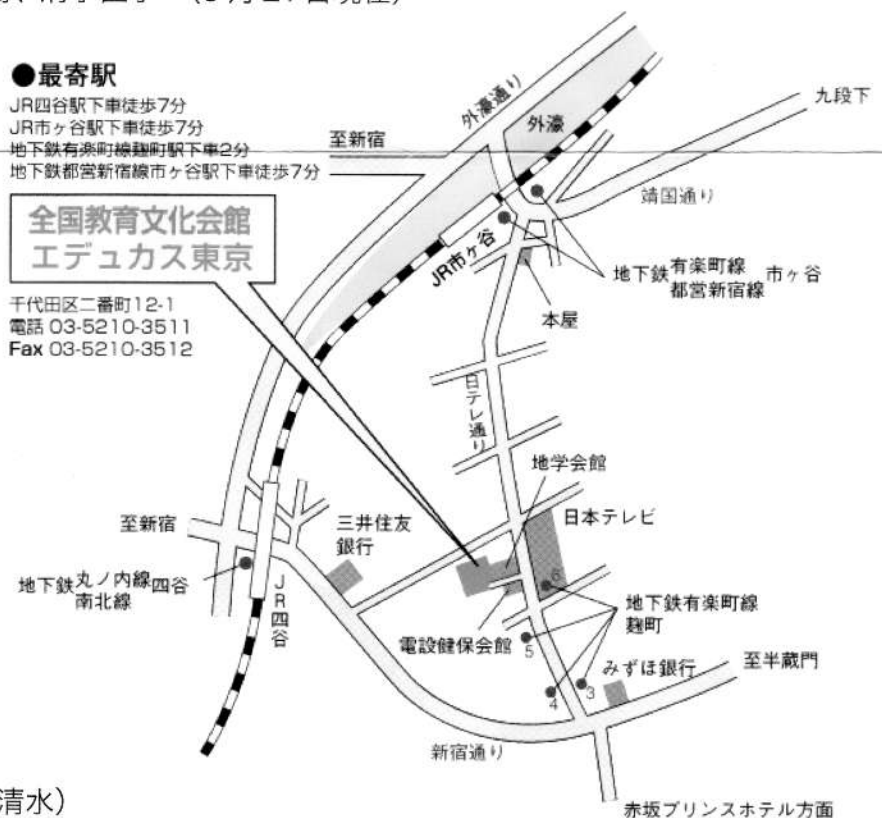 ●最寄駅
JR四谷駅下車徒歩7分
JR市ヶ谷駅下車徒歩7分
地下鉄有楽町線麹町駅下車2分
地下鉄都営新宿線市ヶ谷駅下車徒歩7分
全国教育文化会館
エデュカス東京
千代田区二番町12-1
電話 03-5210-3511
Fax 03-5210-3512
至新宿
外濠通り
外濠
九段下
靖国通り
JR市ヶ谷
地下鉄 有楽町線 市ヶ谷
都営新宿線
本屋
日テレ通り
地学会館
日本テレビ
至新宿
三井住友
銀行
地下鉄 丸ノ内線 四谷
南北線
JR四谷
6
地下鉄有楽町線
麹町
電設健保会館
5
4
3
みずほ銀行
至半蔵門
新宿通り
赤坂プリンスホテル方面
清水）